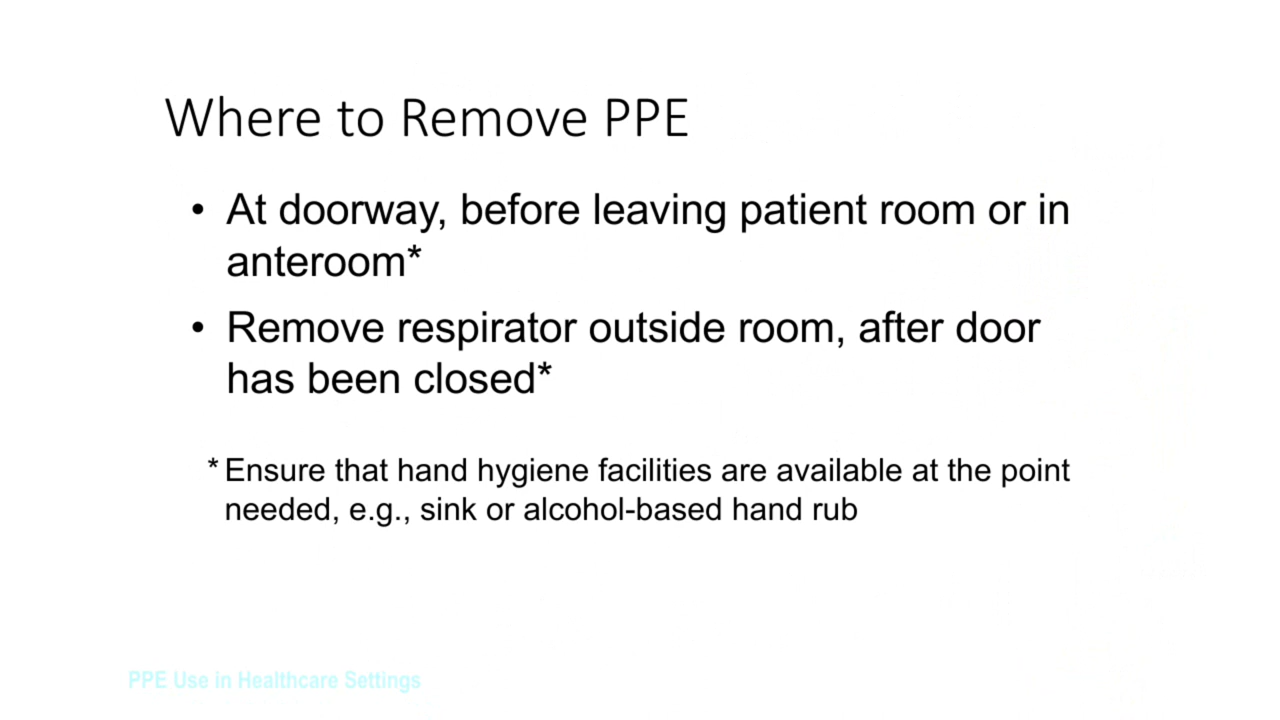 Where to Remove PPE
• At doorway, before leaving patient room or in
anteroom*
• Remove respirator outside room, after door
has been closed*
* Ensure that hand hygiene facilities are available at the point
needed, e.g., sink or alcohol-based hand rub
PPE Use in Healthcare Settings